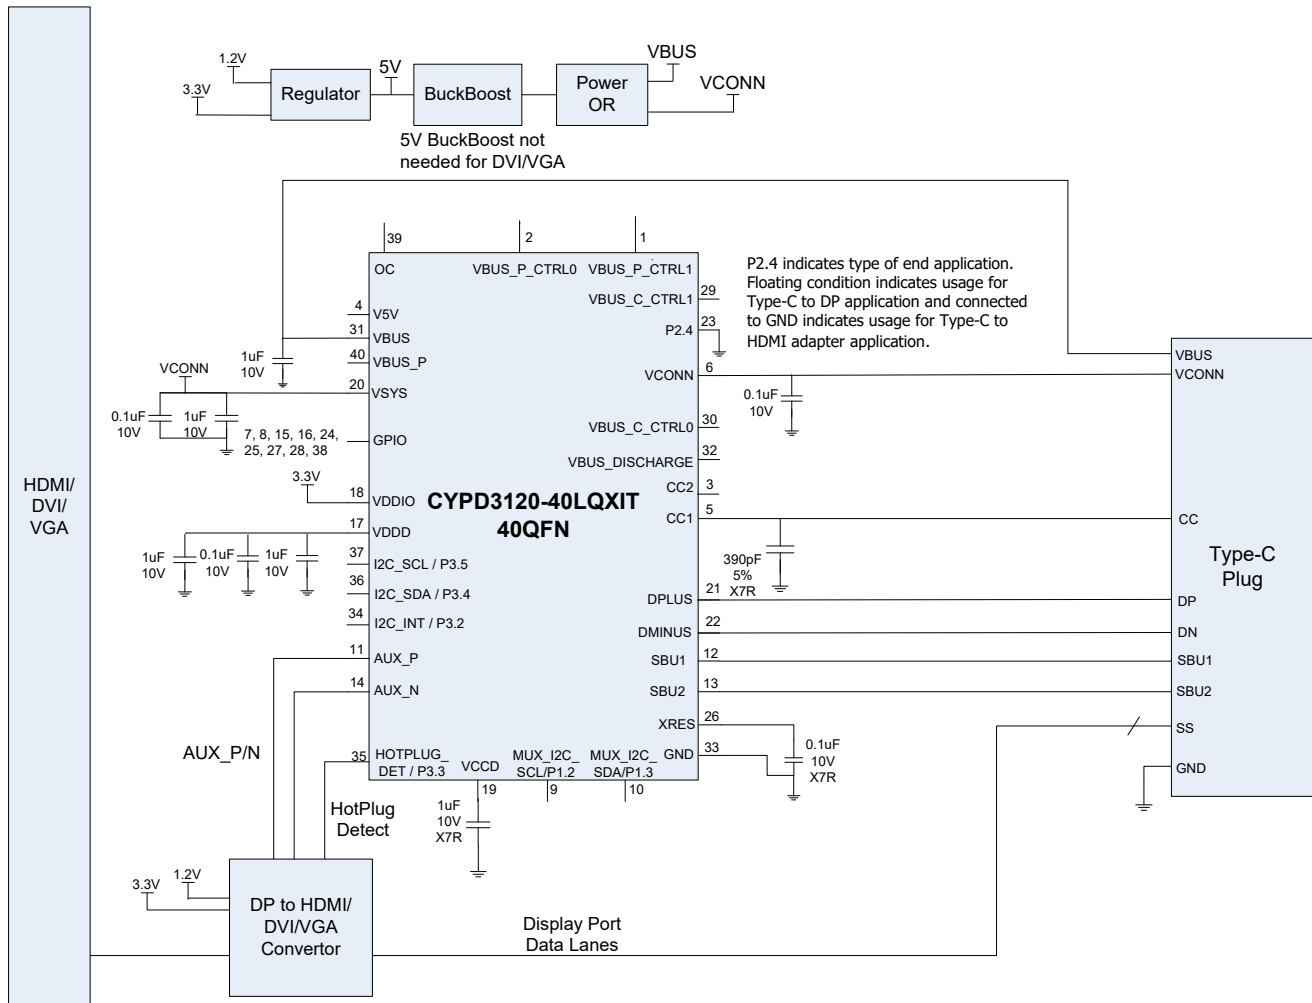 1.2V
3.3V
Regulator
5V
BuckBoost
Power
OR
VBUS
VCONN
5V BuckBoost not
needed for DVI/VGA
HDMI/
DVI/
VGA
39
2
1
OC
VBUS_P_CTRL0
VBUS_P_CTRL1
VBUS_C_CTRL1
29
P2.4
23
P2.4 indicates type of end application.
Floating condition indicates usage for
Type-C to DP application and connected
to GND indicates usage for Type-C to
HDMI adapter application.
4
V5V
31
VBUS
40
VBUS_P
1uF
10V
VCONN
20
VSYS
0.1uF
10V
1uF
10V
7, 8, 15, 16, 24,
25, 27, 28, 38
GPIO
3.3V
18
VDDIO
17
VDDD
1uF
10V
0.1uF
10V
1uF
10V
37
I2C_SCL / P3.5
36
I2C_SDA / P3.4
34
I2C_INT / P3.2
11
AUX_P
14
AUX_N
35
HOTPLUG_
DET / P3.3
CYPD3120-40LQXIT
40QFN
VCONN
6
0.1uF
10V
VBUS_C_CTRL0
30
VBUS_DISCHARGE
32
CC2
3
CC1
5
390pF
5%
X7R
DPLUS
21
DMINUS
22
SBU1
12
SBU2
13
XRES
26
GND
33
0.1uF
10V
X7R
VCCD
19
MUX_I2C_
SCL/P1.2
9
MUX_I2C_
SDA/P1.3
10
1uF
10V
X7R
VBUS
VCONN
CC
Type-C
Plug
DP
DN
SBU1
SBU2
SS
GND
AUX_P/N
HotPlug
Detect
3.3V
1.2V
DP to HDMI/
DVI/VGA
Convertor
Display Port
Data Lanes